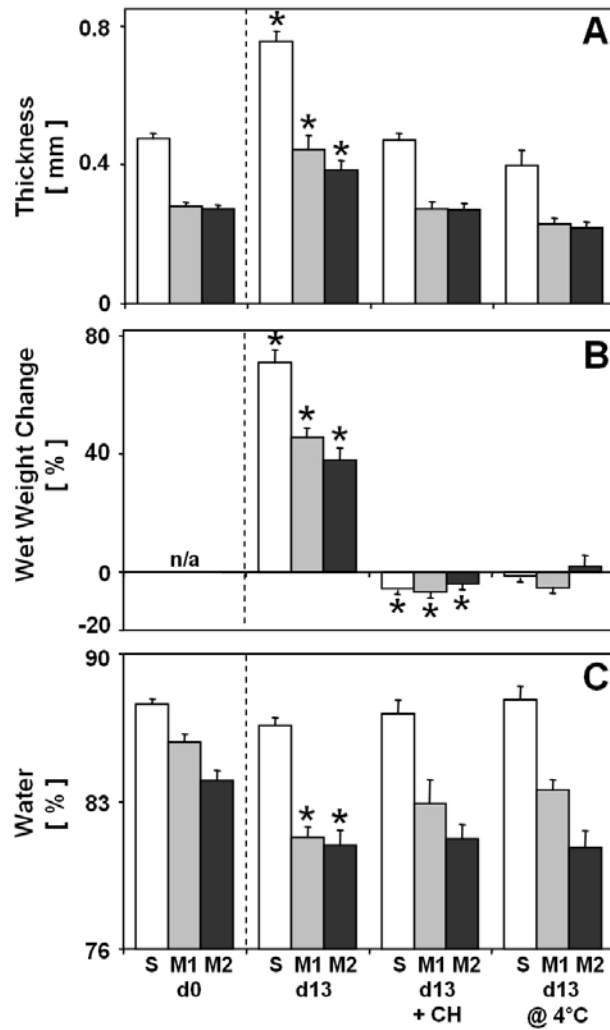 A
0.8
0.4
0
Thickness
[ mm ]
* * *
B
80
40
0
-20
Wet Weight Change
[ % ]
n/a
* * *
* * *
C
90
83
76
Water
[ % ]
* *
S M1 M2 S M1 M2 S M1 M2 S M1 M2
d0 d13 d13 d13
+ CH @ 4°C